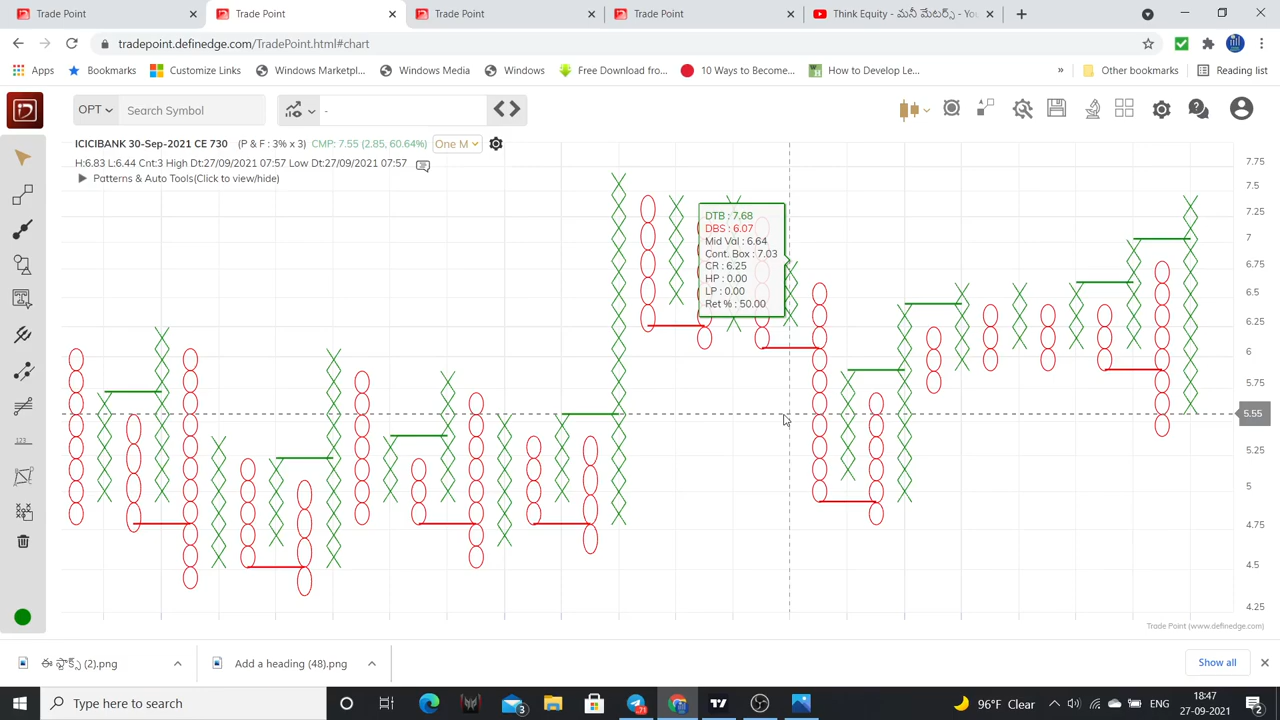 Trade Point
Trade Point
Trade Point
Trade Point
Think Equity - మనీ మేటర్స్ - Yo
tradepoint.definedge.com/TradePoint.html#chart
Apps
Bookmarks
Customize Links
Windows Marketpl...
Windows Media
Windows
Free Download fro...
10 Ways to Become...
How to Develop Le...
»
Other bookmarks
Reading list
OPT
Search Symbol
-
ICICIBANK 30-Sep-2021 CE 730 (P & F : 3% x 3) CMP: 7.55 (2.85, 60.64%) One M
H:6.83 L:6.44 Cnt:3 High Dt:27/09/2021 07:57 Low Dt:27/09/2021 07:57
Patterns & Auto Tools(Click to view/hide)
DTB : 7.68
DBS : 6.07
Mid Val : 6.64
Cont. Box : 7.03
CR : 6.25
HP : 0.00
LP : 0.00
Ret % : 50.00
7.75
7.5
7.25
7
6.75
6.5
6.25
6
5.75
5.55
5.25
5
4.75
4.5
4.25
123
Trade Point (www.definedge.com)
ఈ ఫ్లాక్స్ (2).png
Add a heading (48).png
Show all
Type here to search
3
73
96°F Clear
ENG
18:47
27-09-2021
2